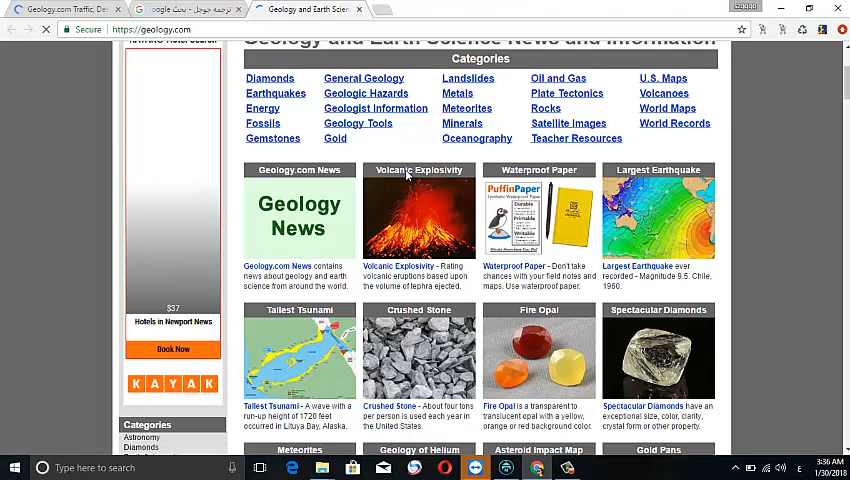 Geology.com Traffic, De
ترجمه جوجل - بحث Google
Geology and Earth Scien
Secure
https://geology.com
Hotel Search
Geology and Earth Science News and Information
Categories
Diamonds
General Geology
Landslides
Oil and Gas
U.S. Maps
Earthquakes
Geologic Hazards
Metals
Plate Tectonics
Volcanoes
Energy
Geologist Information
Meteorites
Rocks
World Maps
Fossils
Geology Tools
Minerals
Satellite Images
World Records
Gemstones
Gold
Oceanography
Teacher Resources
Geology.com News
Volcanic Explosivity
Waterproof Paper
Largest Earthquake
Geology
News
PuffinPaper
Geology.com News contains
news about geology and earth
science from around the world.
Volcanic Explosivity - Rating
volcanic eruptions based upon
the volume of tephra ejected.
Waterproof Paper - Don't take
chances with your field notes and
maps. Use waterproof paper.
Largest Earthquake ever
recorded - Magnitude 9.5. Chile,
1960.
$37
Hotels in Newport News
Book Now
KAYAK
Tallest Tsunami
Crushed Stone
Fire Opal
Spectacular Diamonds
Tallest Tsunami - A wave with a
run-up height of 1720 feet
occurred in Lituya Bay, Alaska.
Crushed Stone - About four tons
per person is used each year in
the United States.
Fire Opal is a transparent to
translucent opal with a yellow,
orange or red background color.
Spectacular Diamonds have an
exceptional size, color, clarity,
crystal form or other property.
Categories
Astronomy
Diamonds
Meteorites
Geology of Helium
Asteroid Impact Map
Gold Pans
Type here to search
ع
3:36 AM
1/30/2018